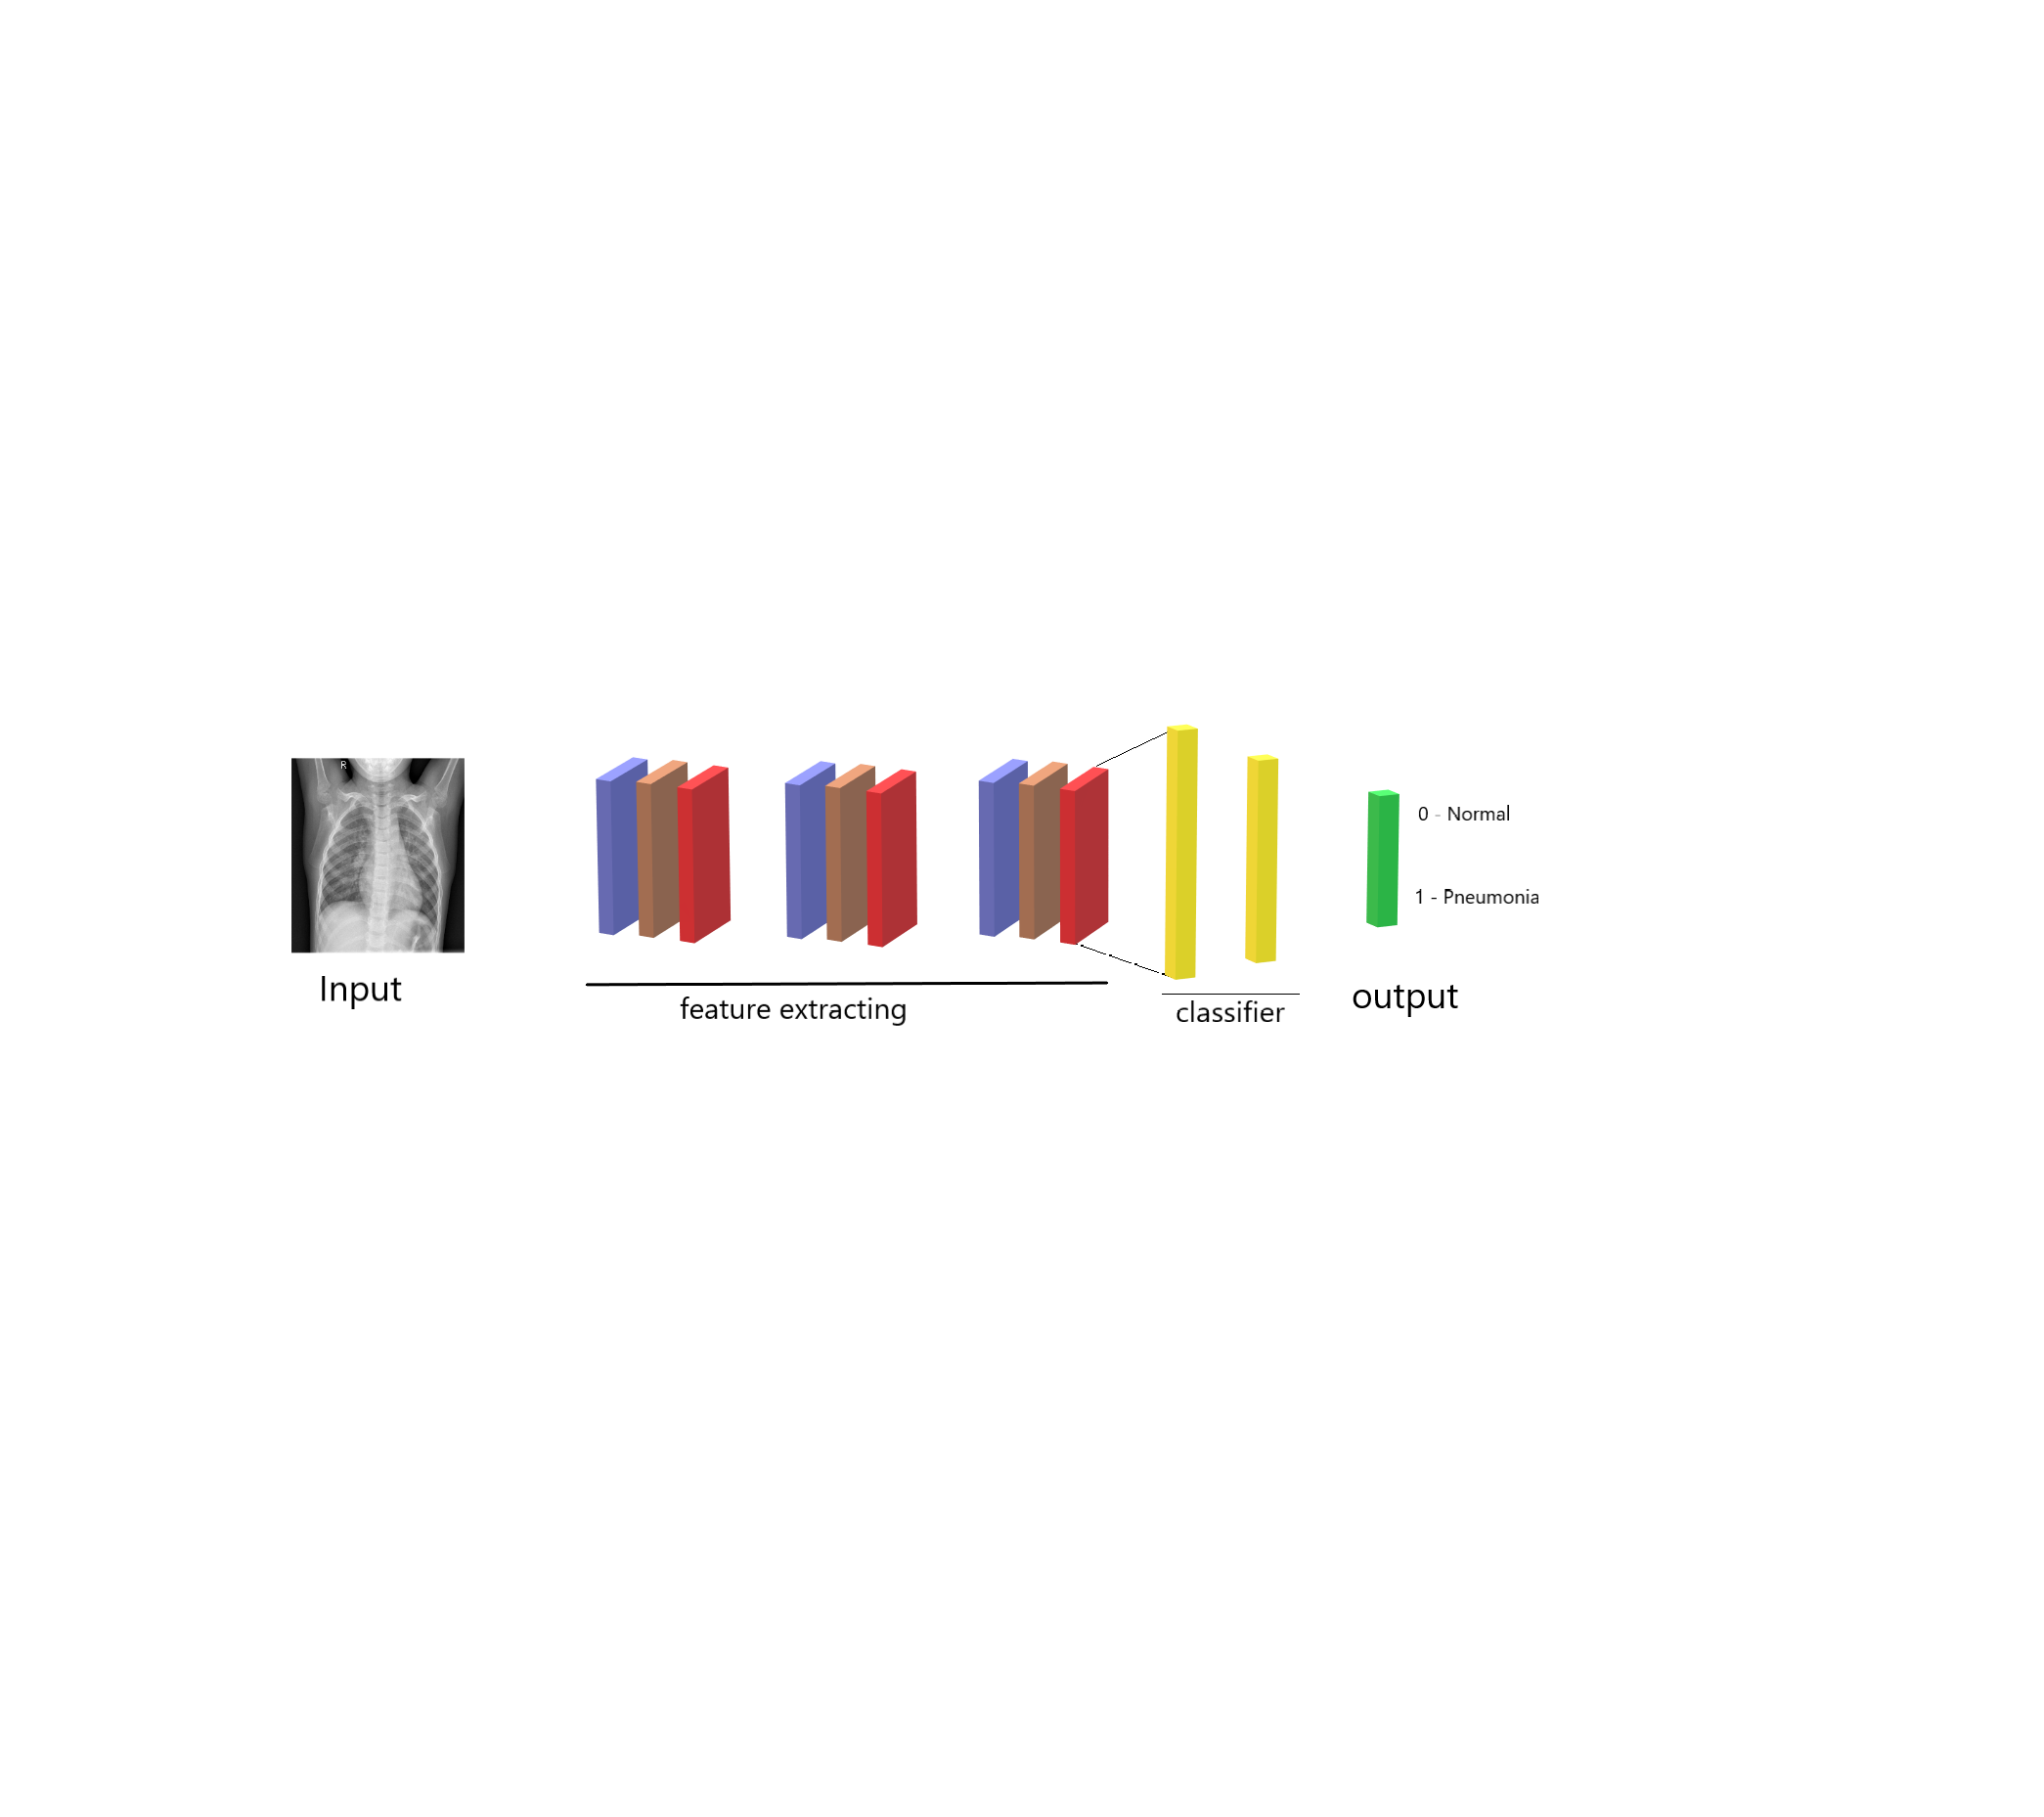 R
0 - Normal
1 - Pneumonia
Input
feature extracting
classifier
output